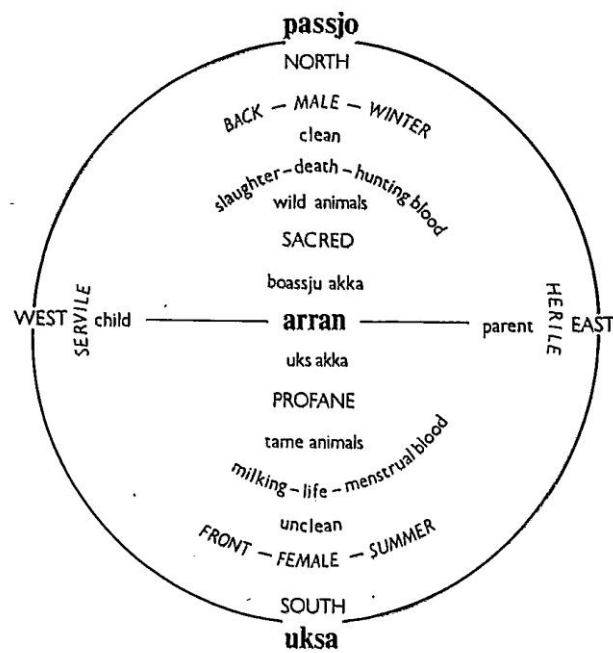 passjo
NORTH
BACK – MALE – WINTER
clean
slaughter – death – hunting blood
wild animals
SACRED
boassju akka
WEST SERVILE child arran parent HERILE EAST
uks akka
PROFANE
tame animals
milking – life – menstrual blood
unclean
FRONT – FEMALE – SUMMER
SOUTH
uksa